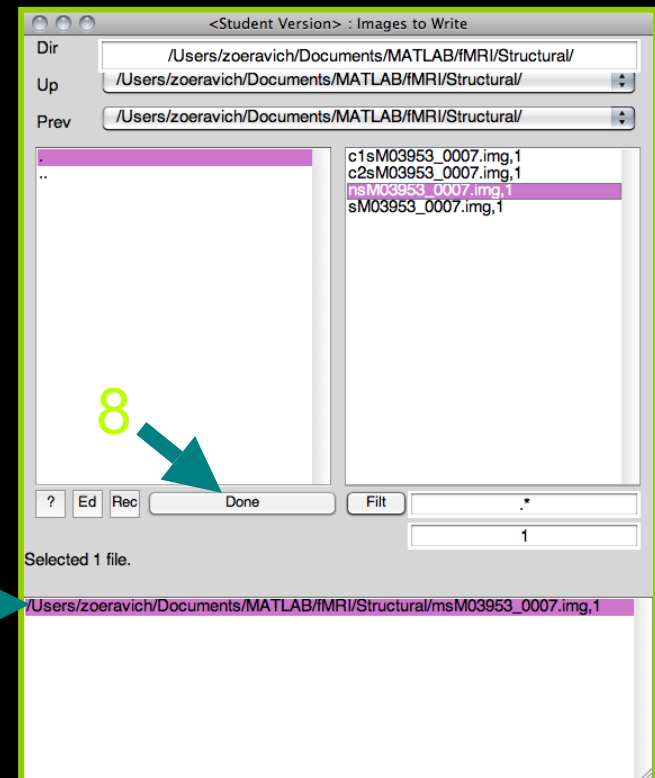 <Student Version> : Images to Write
Dir /Users/zoeravich/Documents/MATLAB/fMRI/Structural/
Up /Users/zoeravich/Documents/MATLAB/fMRI/Structural/
Prev /Users/zoeravich/Documents/MATLAB/fMRI/Structural/
. c1sM03953_0007.img,1
.. c2sM03953_0007.img,1
nsM03953_0007.img,1
sM03953_0007.img,1
8
? Ed Rec Done Filt .*
1
Selected 1 file.
/Users/zoeravich/Documents/MATLAB/fMRI/Structural/msM03953_0007.img,1